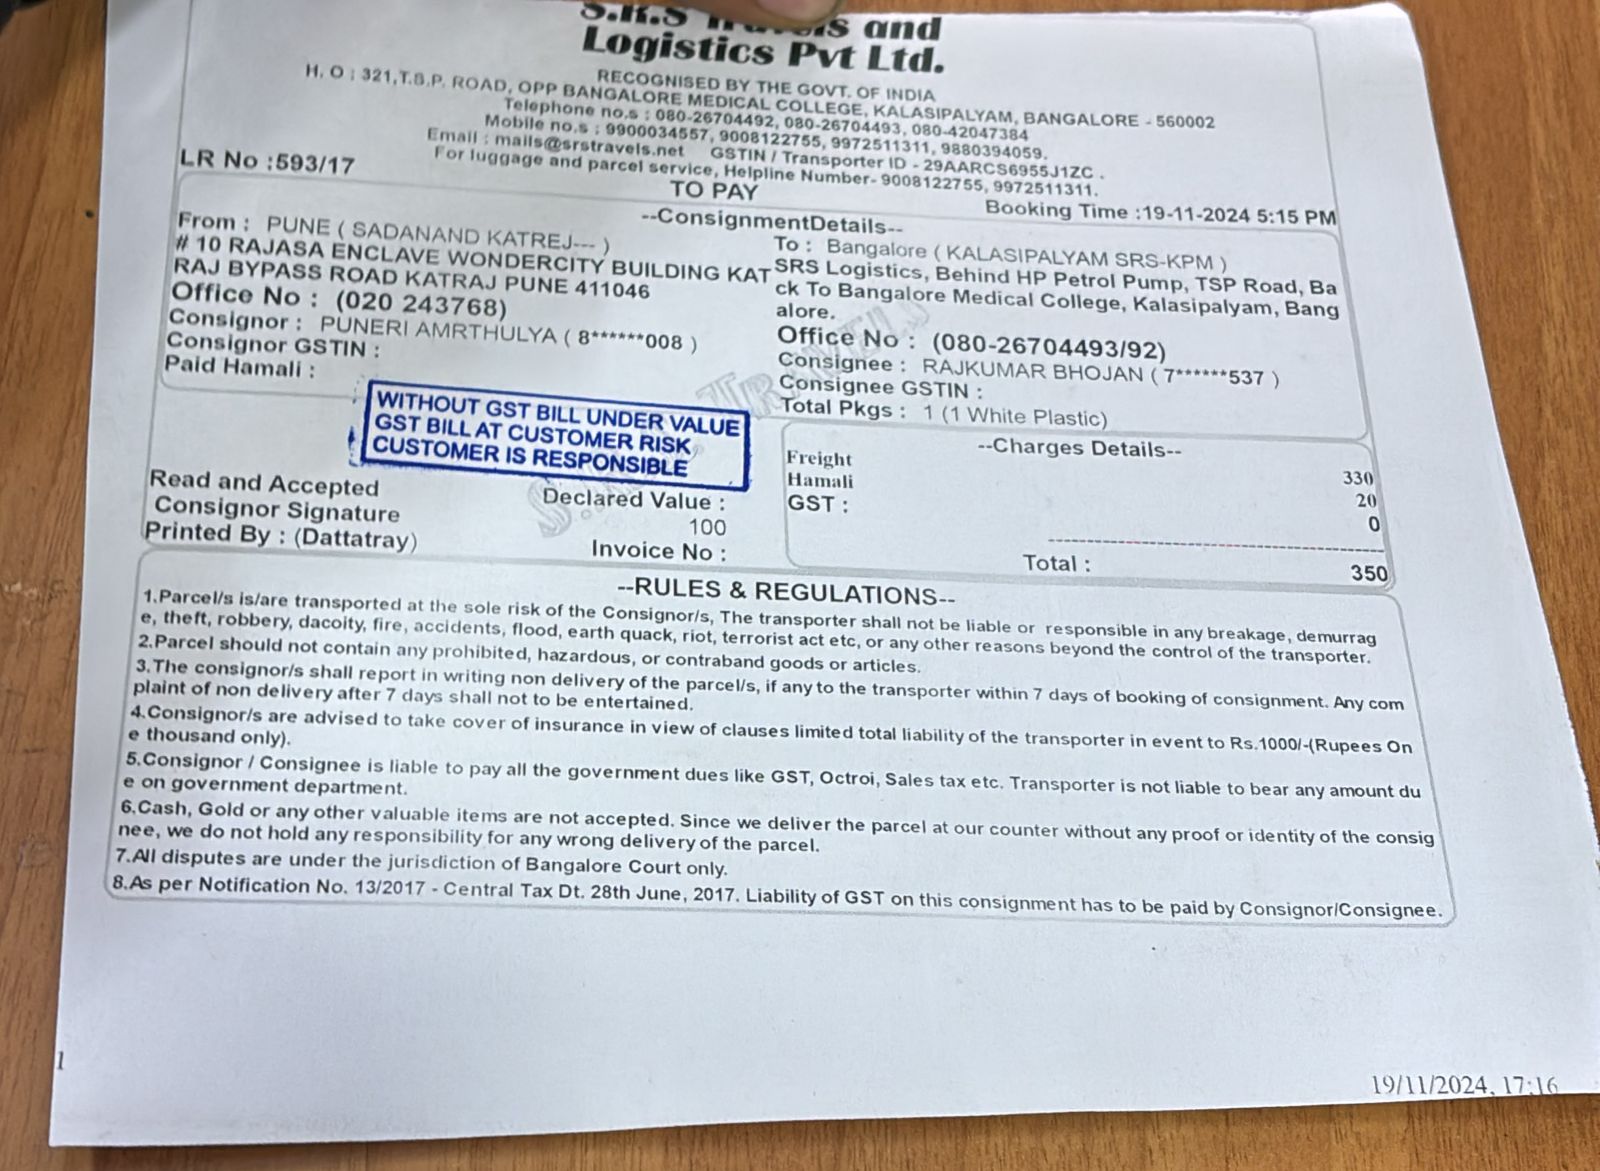 S.R.S Travels and
Logistics Pvt Ltd.
RECOGNISED BY THE GOVT. OF INDIA
H. O : 321,T.S.P. ROAD, OPP BANGALORE MEDICAL COLLEGE, KALASIPALYAM, BANGALORE - 560002
Telephone no.s : 080-26704492, 080-26704493, 080-42047384
Mobile no.s : 9900034557, 9008122755, 9972511311, 9880394059.
Email : mails@srstravels.net GSTIN / Transporter ID - 29AARCS6955J1ZC .
For luggage and parcel service, Helpline Number- 9008122755, 9972511311.
LR No :593/17
TO PAY
Booking Time :19-11-2024 5:15 PM
--ConsignmentDetails--
From : PUNE ( SADANAND KATREJ--- )
# 10 RAJASA ENCLAVE WONDERCITY BUILDING KAT
RAJ BYPASS ROAD KATRAJ PUNE 411046
Office No : (020 243768)
Consignor : PUNERI AMRTHULYA ( 8******008 )
Consignor GSTIN :
Paid Hamali :
To : Bangalore ( KALASIPALYAM SRS-KPM )
SRS Logistics, Behind HP Petrol Pump, TSP Road, Ba
ck To Bangalore Medical College, Kalasipalyam, Bang
alore.
Office No : (080-26704493/92)
Consignee : RAJKUMAR BHOJAN ( 7******537 )
Consignee GSTIN :
Total Pkgs : 1 (1 White Plastic)
WITHOUT GST BILL UNDER VALUE
GST BILL AT CUSTOMER RISK
CUSTOMER IS RESPONSIBLE
--Charges Details--
Freight 330
Hamali 20
GST : 0
Total : 350
Read and Accepted
Consignor Signature
Printed By : (Dattatray)
Declared Value :
100
Invoice No :
--RULES & REGULATIONS--
1.Parcel/s is/are transported at the sole risk of the Consignor/s, The transporter shall not be liable or responsible in any breakage, demurrag
e, theft, robbery, dacoity, fire, accidents, flood, earth quack, riot, terrorist act etc, or any other reasons beyond the control of the transporter.
2.Parcel should not contain any prohibited, hazardous, or contraband goods or articles.
3.The consignor/s shall report in writing non delivery of the parcel/s, if any to the transporter within 7 days of booking of consignment. Any com
plaint of non delivery after 7 days shall not to be entertained.
4.Consignor/s are advised to take cover of insurance in view of clauses limited total liability of the transporter in event to Rs.1000/-(Rupees On
e thousand only).
5.Consignor / Consignee is liable to pay all the government dues like GST, Octroi, Sales tax etc. Transporter is not liable to bear any amount du
e on government department.
6.Cash, Gold or any other valuable items are not accepted. Since we deliver the parcel at our counter without any proof or identity of the consig
nee, we do not hold any responsibility for any wrong delivery of the parcel.
7.All disputes are under the jurisdiction of Bangalore Court only.
8.As per Notification No. 13/2017 - Central Tax Dt. 28th June, 2017. Liability of GST on this consignment has to be paid by Consignor/Consignee.
1
19/11/2024, 17:16